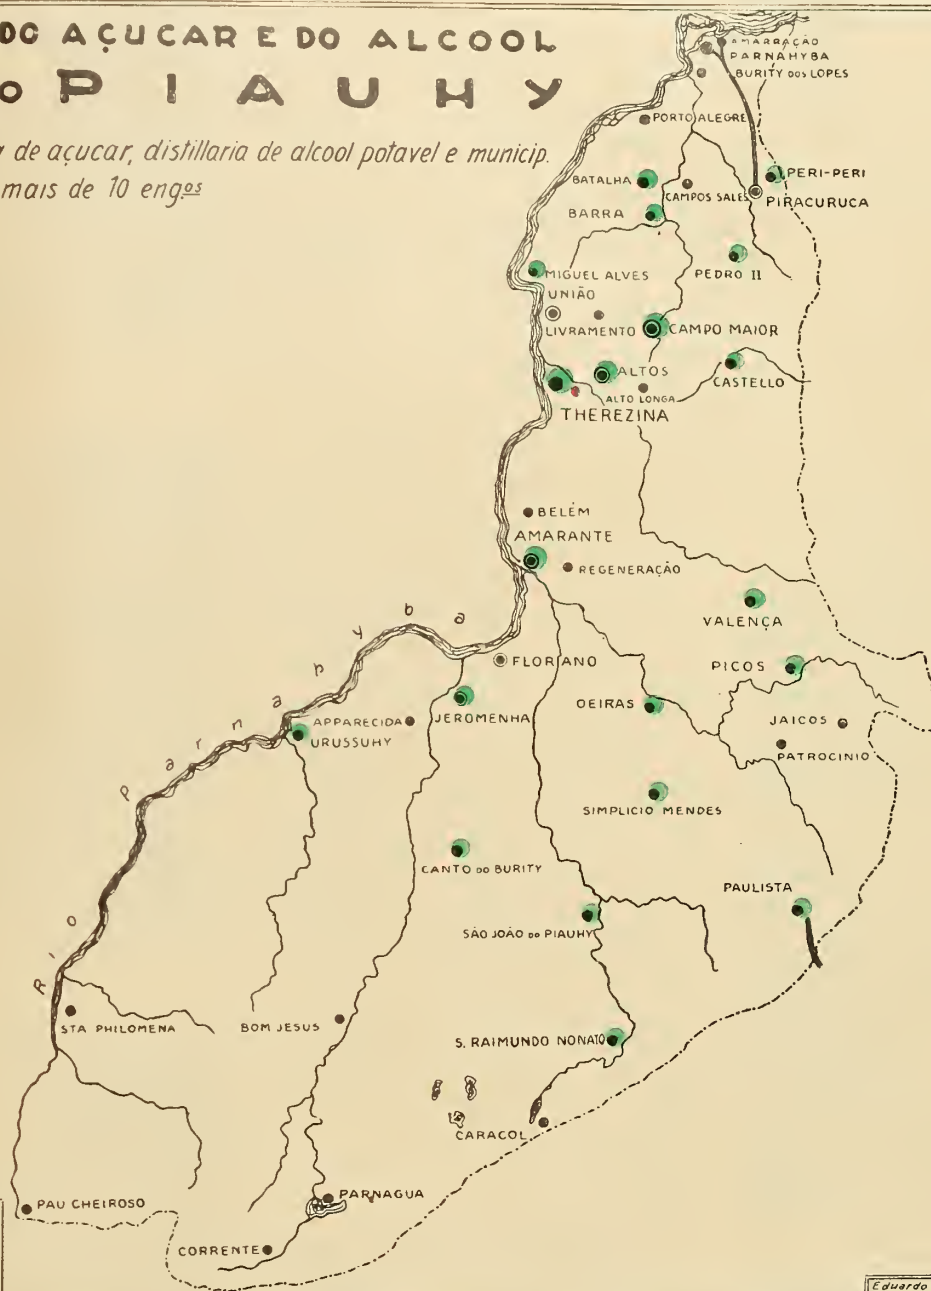 DO AÇUCAR E DO ALCOOL
PIAUHY
de açucar, distillaria de alcool potavel e municip.
mais de 10 eng.os
AMARRAÇÃO
PARNAHYBA
BURITY DOS LOPES
PORTO ALEGRE
BATALHA
CAMPOS SALES
PERI-PERI
PIRACURUCA
BARRA
MIGUEL ALVES
PEDRO II
UNIÃO
LIVRAMENTO
CAMPO MAIOR
ALTOS
ALTO LONGA
CASTELLO
THEREZINA
BELÉM
AMARANTE
REGENERAÇÃO
VALENÇA
Rio Parnapyba
FLORIANO
PICOS
JEROMENHA
OEIRAS
APPARECIDA
URUSSUHY
JAICOS
PATROCINIO
SIMPLICIO MENDES
CANTO DO BURITY
PAULISTA
SÃO JOÃO DO PIAUHY
STA PHILOMENA
BOM JESUS
S. RAIMUNDO NONATO
CARACOL
PARNAGUA
PAU CHEIROSO
CORRENTE
Eduardo